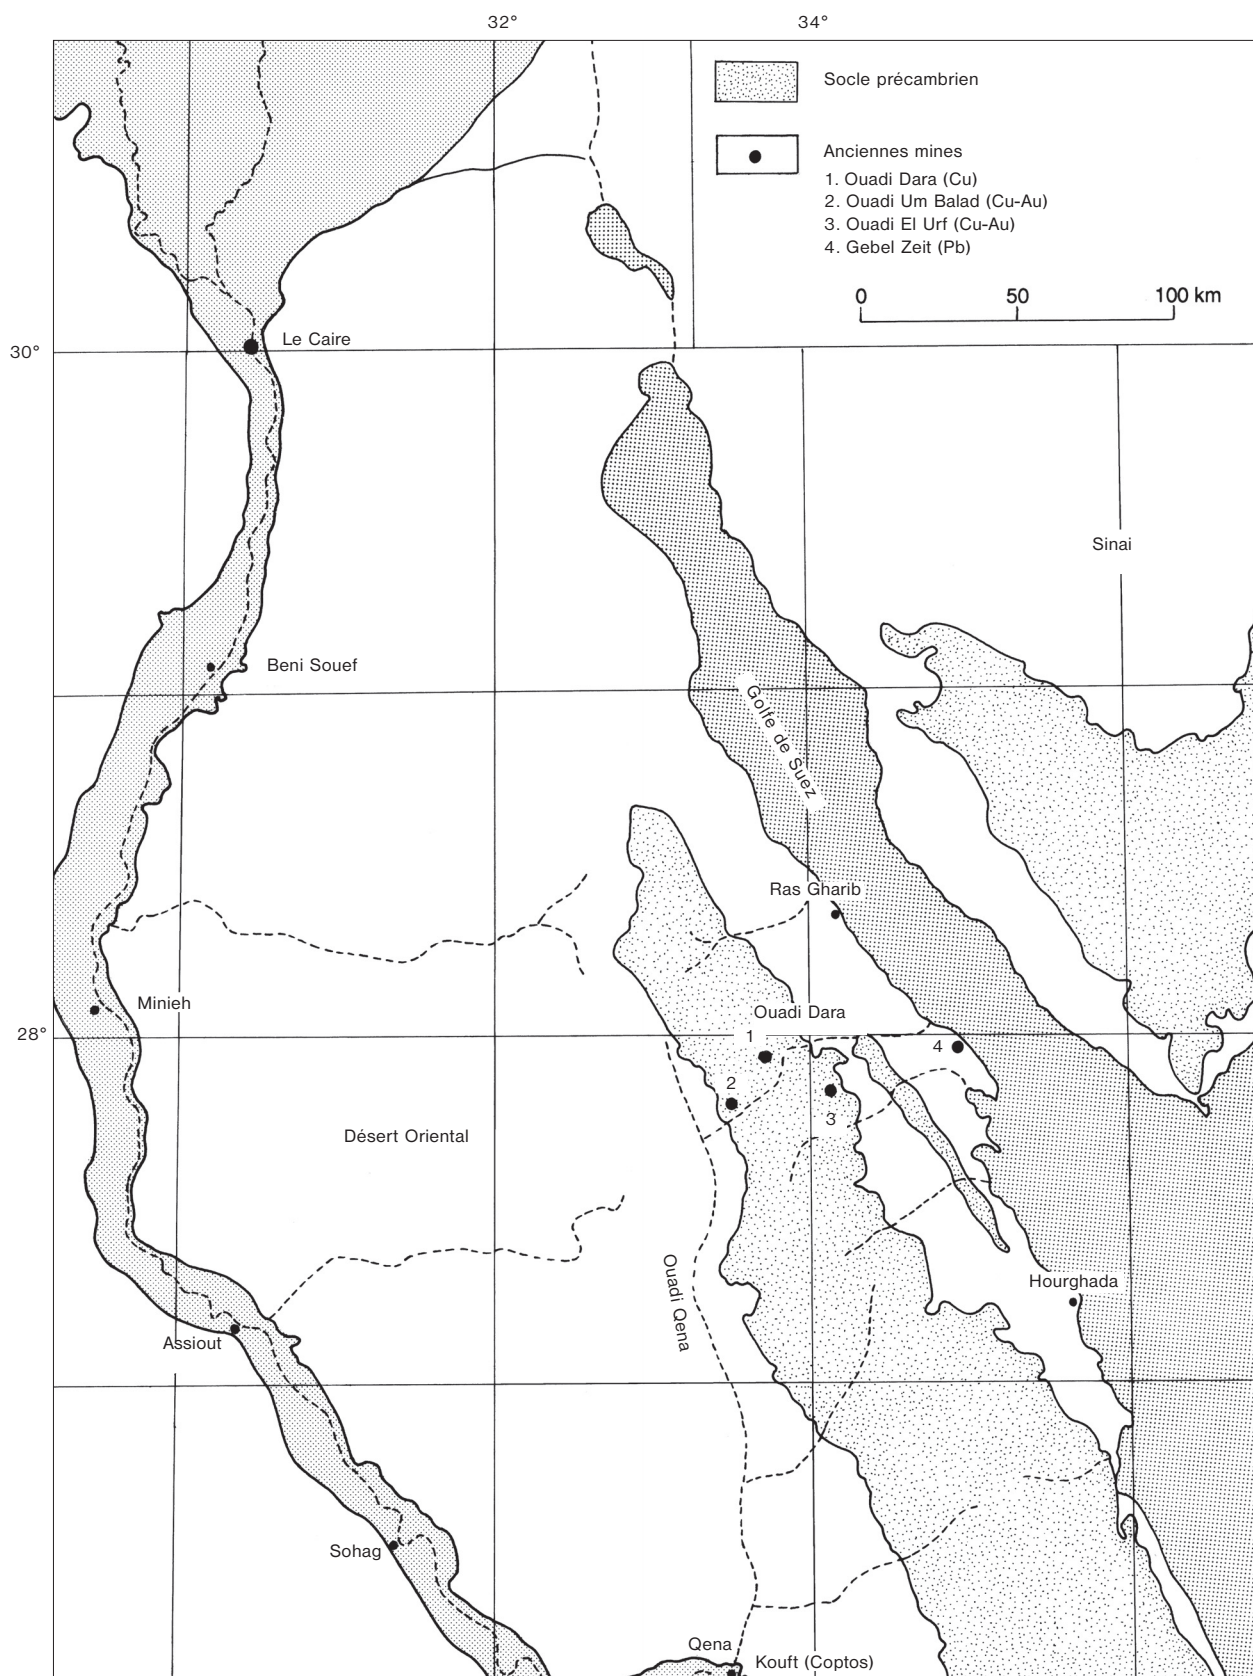 32°
34°
Socle précambrien
Anciennes mines
1. Ouadi Dara (Cu)
2. Ouadi Um Balad (Cu-Au)
3. Ouadi El Urf (Cu-Au)
4. Gebel Zeit (Pb)
0 50 100 km
Le Caire
30°
Sinai
Beni Souef
Golfe de Suez
Ras Gharib
Minieh
Ouadi Dara
28°
1
4
2
3
Désert Oriental
Ouadi Qena
Hourghada
Assiout
Sohag
Qena
Kouft (Coptos)